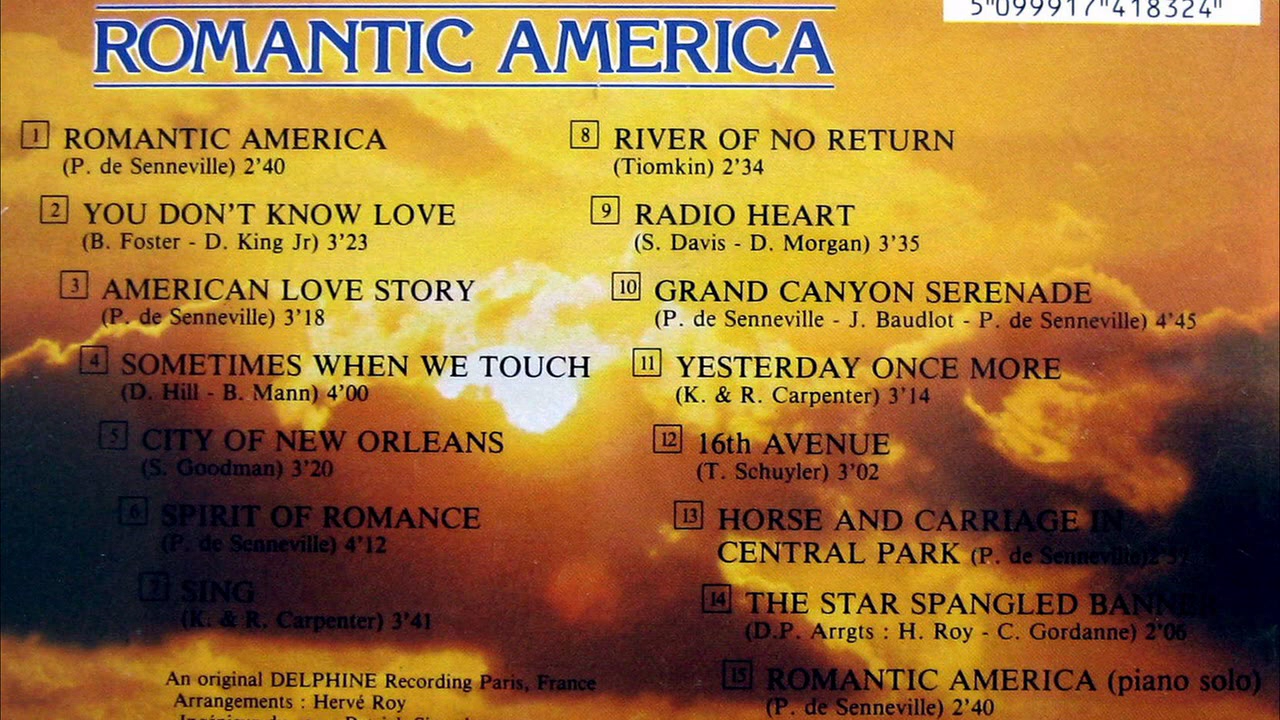 5"099917"418324"
ROMANTIC AMERICA
1 ROMANTIC AMERICA
(P. de Senneville) 2'40
2 YOU DON'T KNOW LOVE
(B. Foster - D. King Jr) 3'23
3 AMERICAN LOVE STORY
(P. de Senneville) 3'18
4 SOMETIMES WHEN WE TOUCH
(D. Hill - B. Mann) 4'00
5 CITY OF NEW ORLEANS
(S. Goodman) 3'20
6 SPIRIT OF ROMANCE
(P. de Senneville) 4'12
7 SING
(K. & R. Carpenter) 3'41
8 RIVER OF NO RETURN
(Tiomkin) 2'34
9 RADIO HEART
(S. Davis - D. Morgan) 3'35
10 GRAND CANYON SERENADE
(P. de Senneville - J. Baudlot - P. de Senneville) 4'45
11 YESTERDAY ONCE MORE
(K. & R. Carpenter) 3'14
12 16th AVENUE
(T. Schuyler) 3'02
13 HORSE AND CARRIAGE IN
CENTRAL PARK (P. de Senneville)
14 THE STAR SPANGLED BANNER
(D.P. Arrgts : H. Roy - C. Gordanne) 2'06
15 ROMANTIC AMERICA (piano solo)
(P. de Senneville) 2'40
An original DELPHINE Recording Paris, France
Arrangements : Hervé Roy